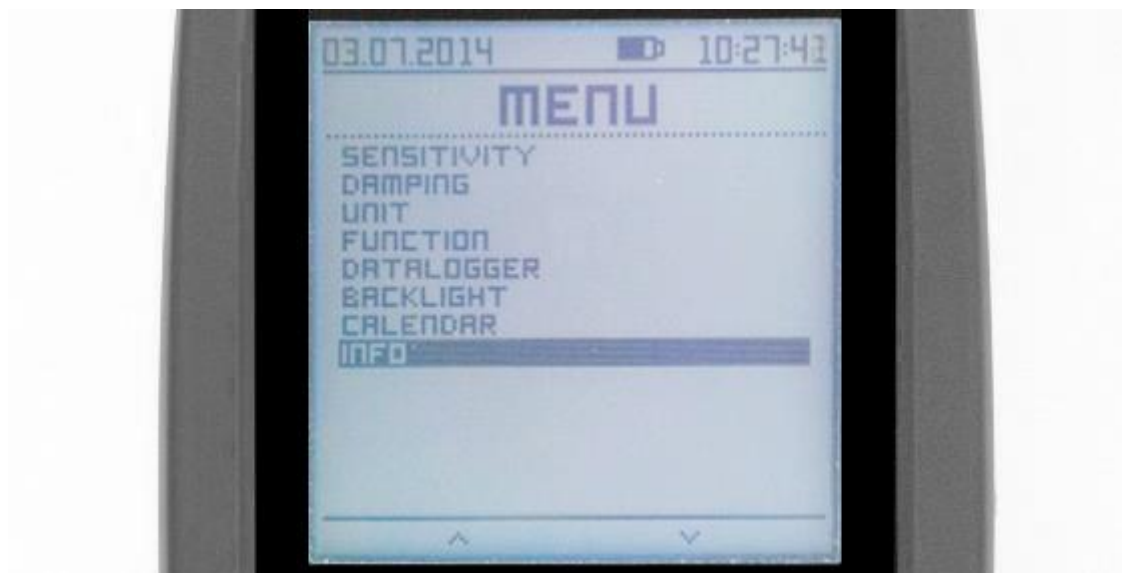 03.07.2014 10:27:43
MENU
SENSITIVITY
DAMPING
UNIT
FUNCTION
DATALOGGER
BACKLIGHT
CALENDAR
INFO